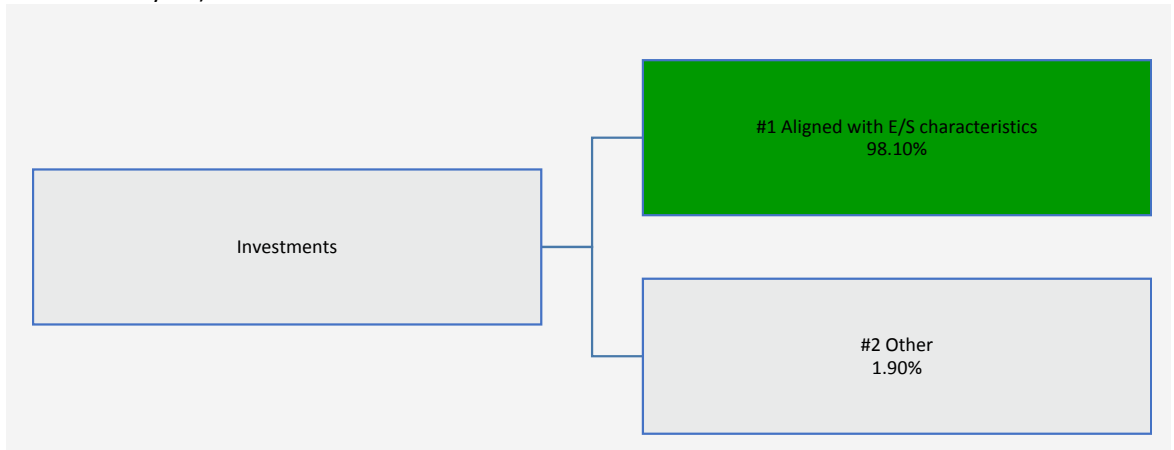 #1 Aligned with E/S characteristics
98.10%
Investments
#2 Other
1.90%